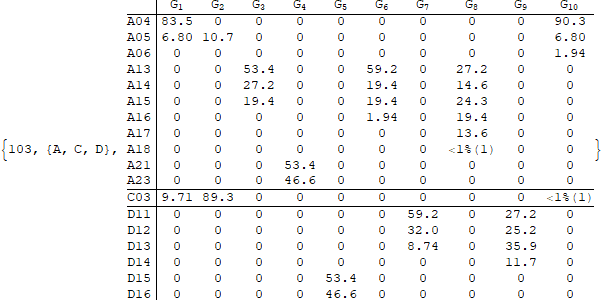 G₁ G₂ G₃ G₄ G₅ G₆ G₇ G₈ G₉ G₁₀
A04 83.5 0 0 0 0 0 0 0 0 90.3
A05 6.80 10.7 0 0 0 0 0 0 0 6.80
A06 0 0 0 0 0 0 0 0 0 1.94
A13 0 0 53.4 0 0 59.2 0 27.2 0 0
A14 0 0 27.2 0 0 19.4 0 14.6 0 0
A15 0 0 19.4 0 0 19.4 0 24.3 0 0
A16 0 0 0 0 0 1.94 0 19.4 0 0
A17 0 0 0 0 0 0 0 13.6 0 0
{103, {A, C, D}, A18 0 0 0 0 0 0 0 <1%(1) 0 0 }
A21 0 0 0 53.4 0 0 0 0 0 0
A23 0 0 0 46.6 0 0 0 0 0 0
C03 9.71 89.3 0 0 0 0 0 0 0 <1%(1)
D11 0 0 0 0 0 0 59.2 0 27.2 0
D12 0 0 0 0 0 0 32.0 0 25.2 0
D13 0 0 0 0 0 0 8.74 0 35.9 0
D14 0 0 0 0 0 0 0 0 11.7 0
D15 0 0 0 0 53.4 0 0 0 0 0
D16 0 0 0 0 46.6 0 0 0 0 0